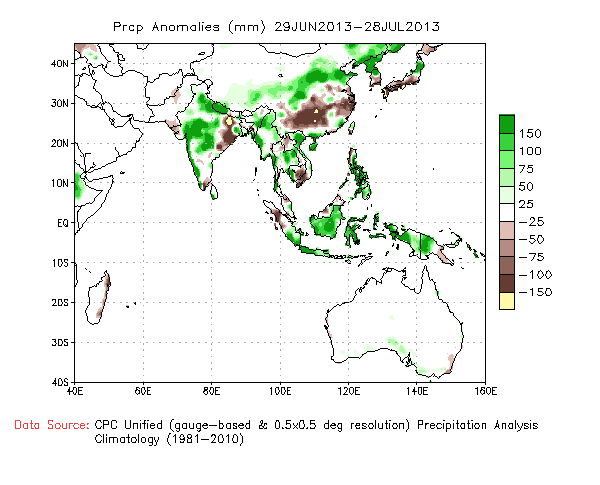 Prcp Anomalies (mm) 29JUN2013-28JUL2013
40N
30N
20N
10N
EQ
10S
20S
30S
40S
40E 60E 80E 100E 120E 140E 160E
150
100
75
50
25
-25
-50
-75
-100
-150
Data Source: CPC Unified (gauge-based & 0.5x0.5 deg resolution) Precipitation Analysis
Climatology (1981-2010)